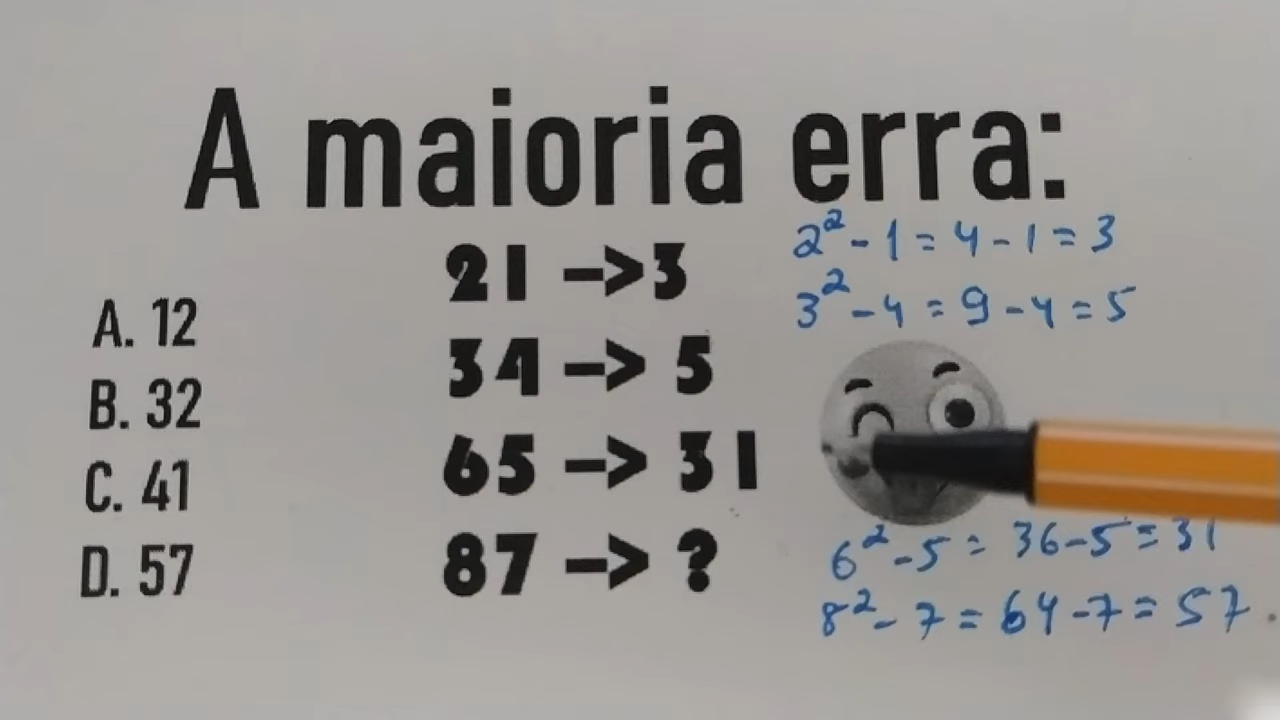 A maioria erra:
A. 12
B. 32
C. 41
D. 57
21 –>3
34 –> 5
65 –> 31
87 –> ?
2² - 1 = 4 - 1 = 3
3² - 4 = 9 - 4 = 5
6² - 5 = 36 - 5 = 31
8² - 7 = 64 - 7 = 57